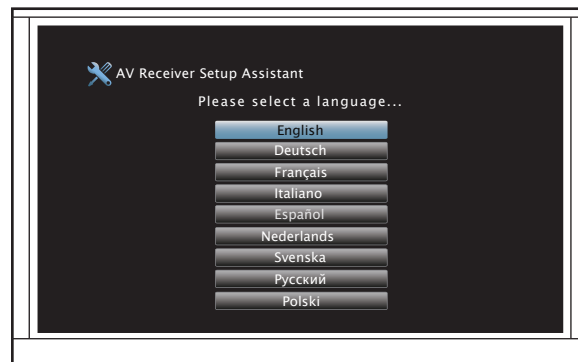 AV Receiver Setup Assistant
Please select a language...
English
Deutsch
Français
Italiano
Español
Nederlands
Svenska
Русский
Polski